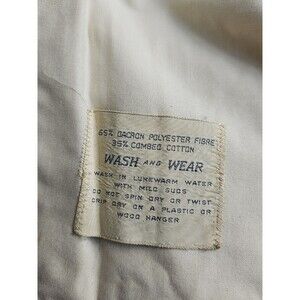 65% DACRON POLYESTER FIBRE
35% COMBED COTTON
WASH AND WEAR
WASH IN LUKEWARM WATER
WITH MILD SUDS
DO NOT SPIN DRY OR TWIST
DRIP DRY ON A PLASTIC OR
WOOD HANGER